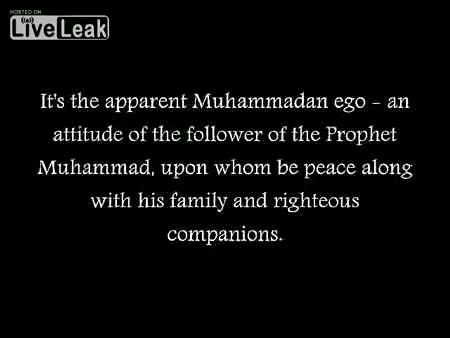 HOSTED ON
LiveLeak
It's the apparent Muhammadan ego - an
attitude of the follower of the Prophet
Muhammad, upon whom be peace along
with his family and righteous
companions.